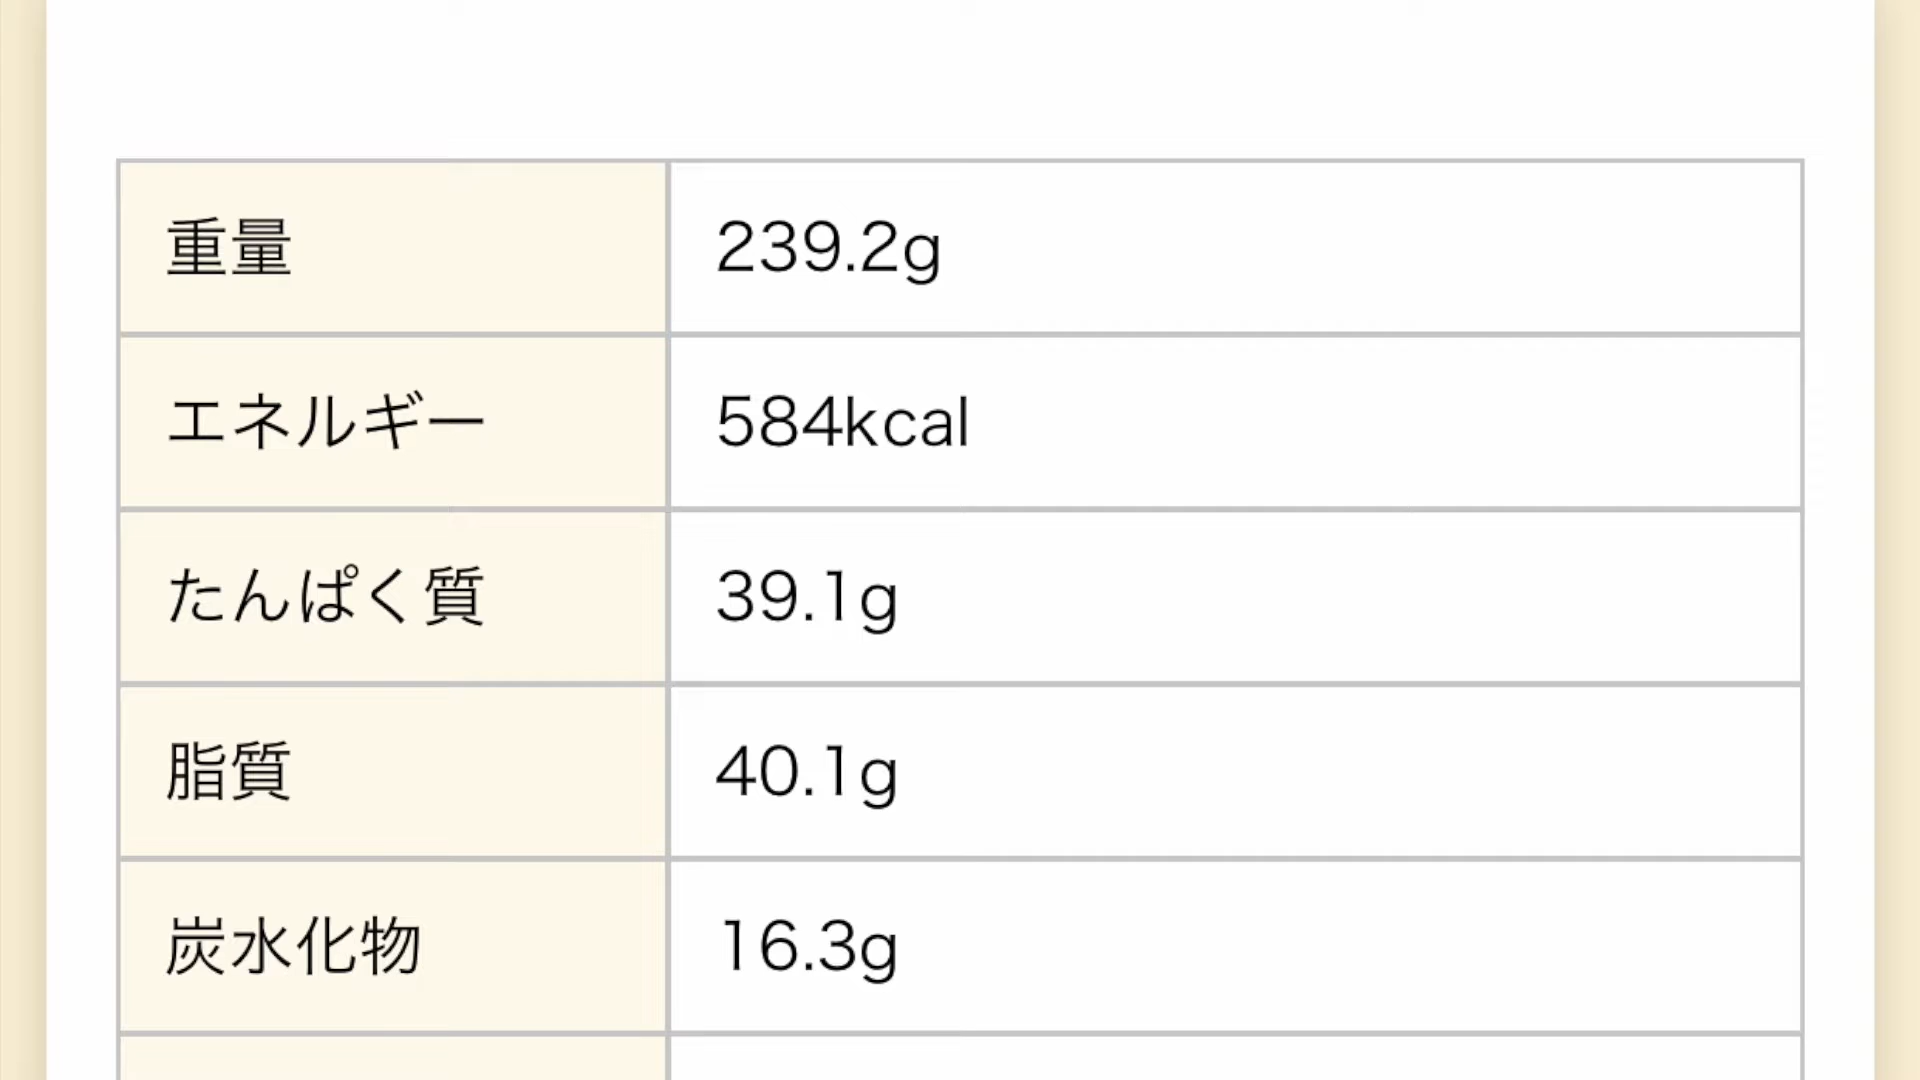 重量 239.2g
エネルギー 584kcal
たんぱく質 39.1g
脂質 40.1g
炭水化物 16.3g